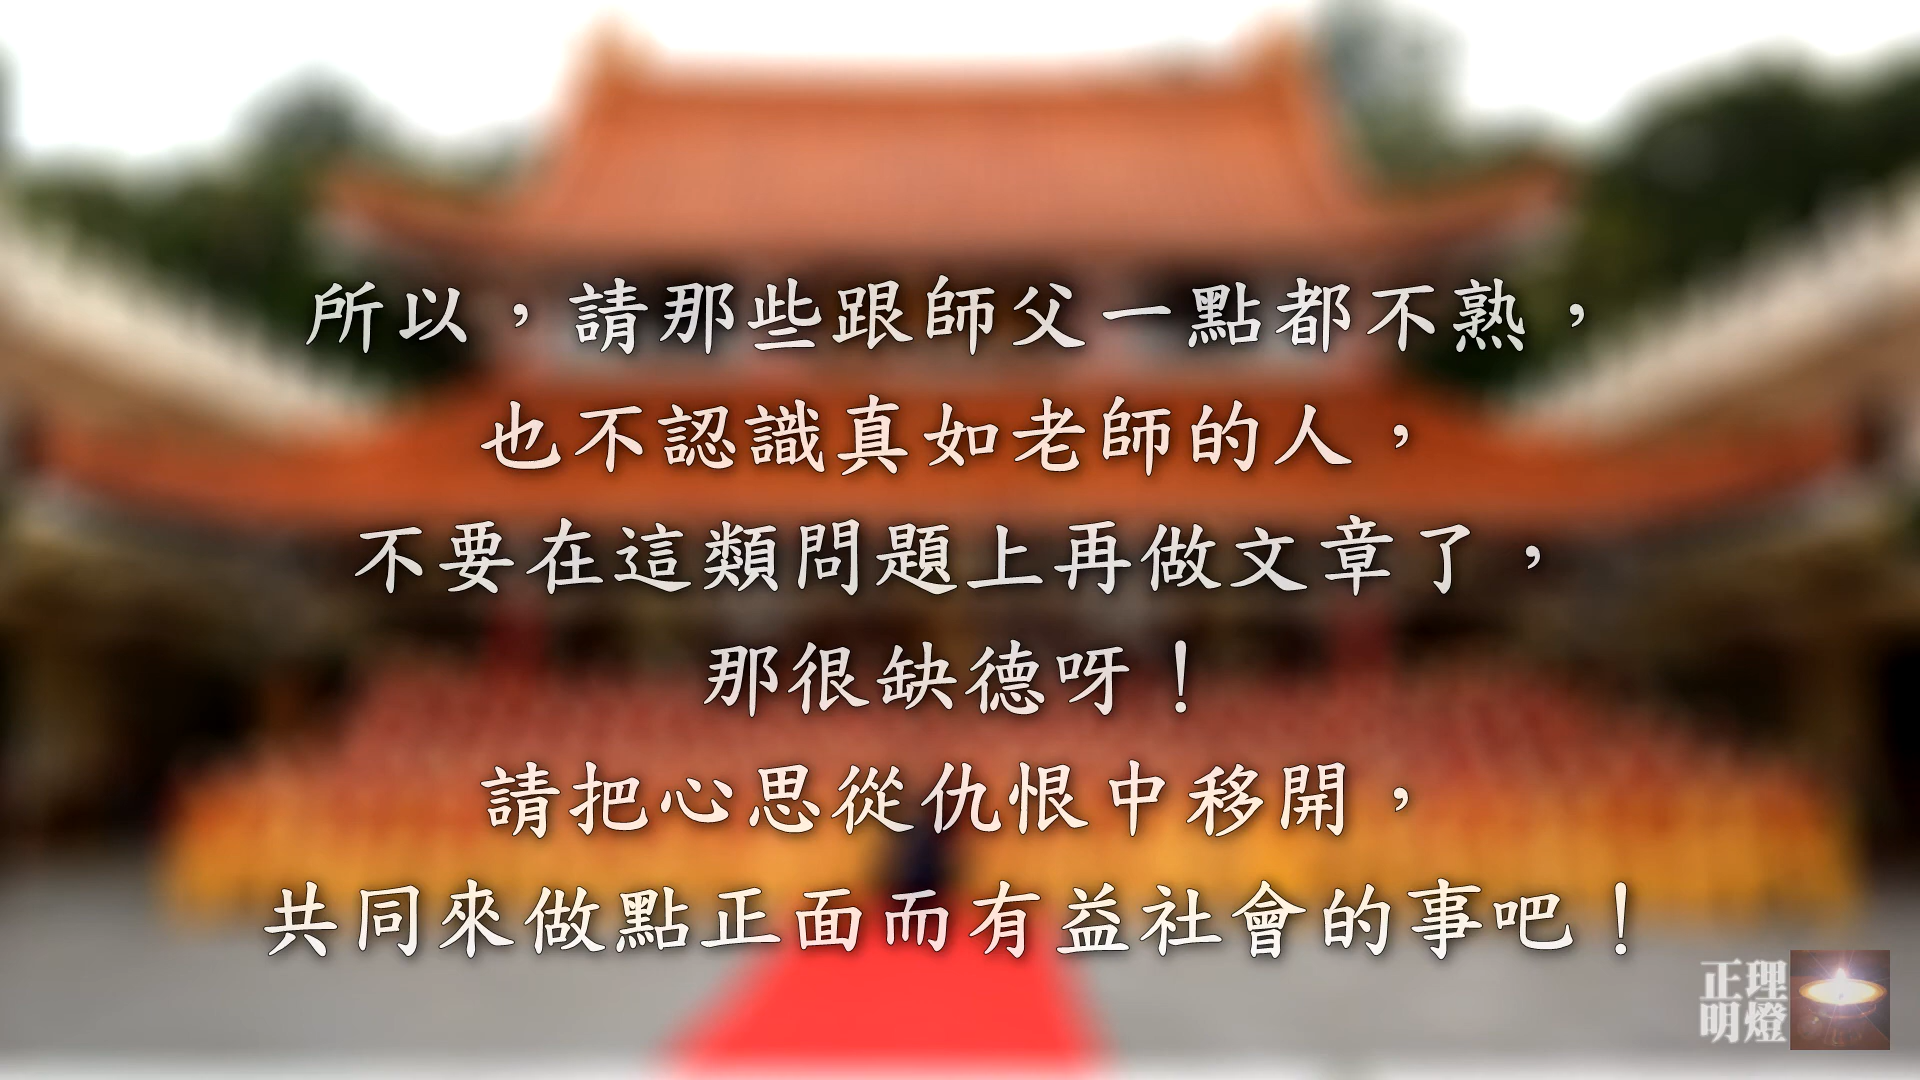 所以，請那些跟師父一點都不熟，
也不認識真如老師的人，
不要在這類問題上再做文章了，
那很缺德呀！
請把心思從仇恨中移開，
共同來做點正面而有益社會的事吧！
正理
明燈